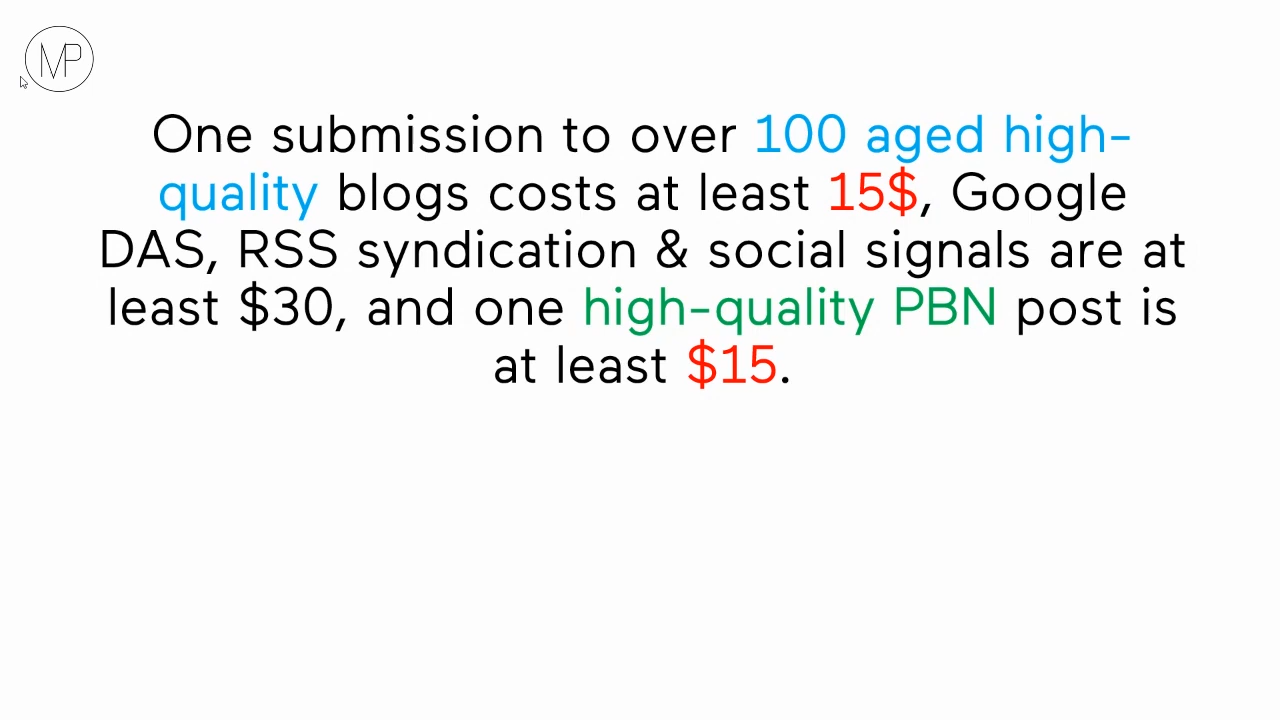 MP
One submission to over 100 aged high-
quality blogs costs at least 15$, Google
DAS, RSS syndication & social signals are at
least $30, and one high-quality PBN post is
at least $15.